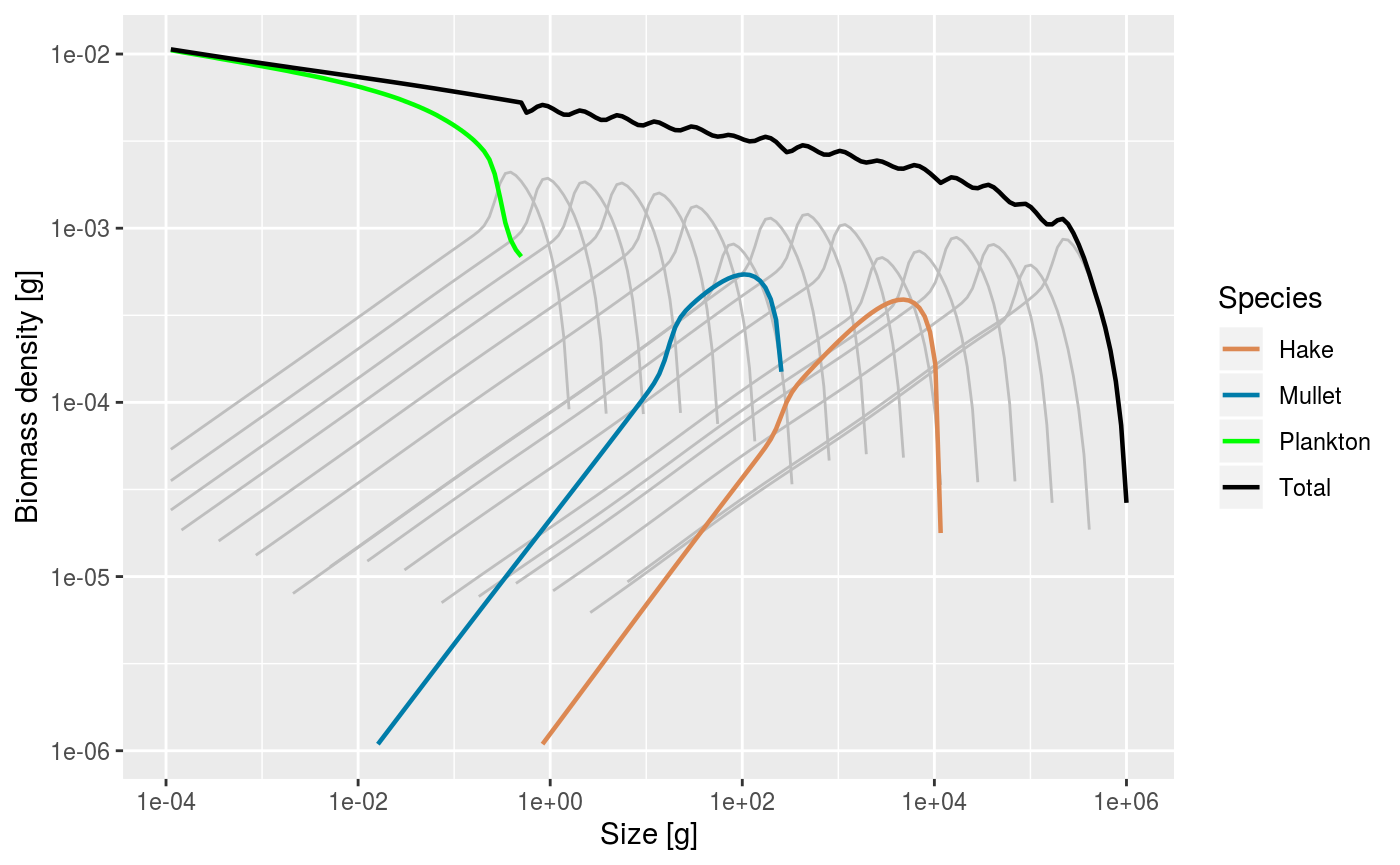 Biomass density [g]
1e-02
1e-03
1e-04
1e-05
1e-06
1e-04
1e-02
1e+00
1e+02
1e+04
1e+06
Size [g]
Species
Hake
Mullet
Plankton
Total